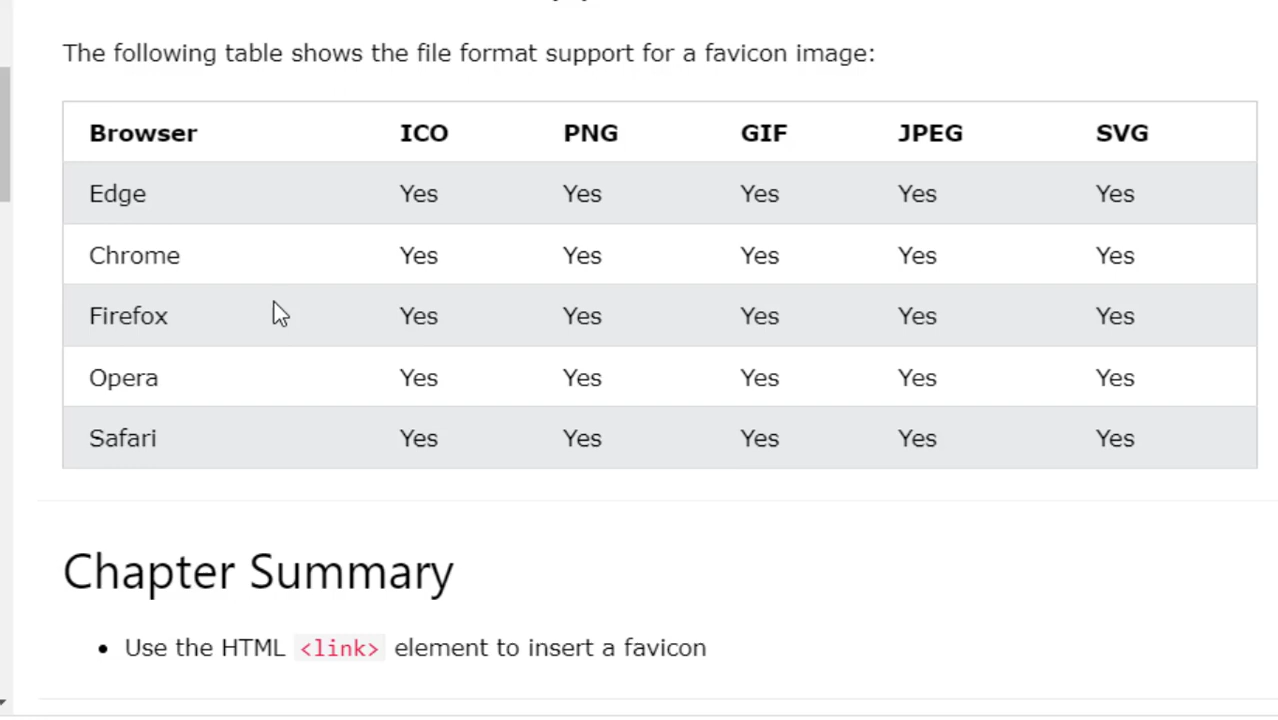 The following table shows the file format support for a favicon image:
Browser ICO PNG GIF JPEG SVG
Edge Yes Yes Yes Yes Yes
Chrome Yes Yes Yes Yes Yes
Firefox Yes Yes Yes Yes Yes
Opera Yes Yes Yes Yes Yes
Safari Yes Yes Yes Yes Yes
Chapter Summary
• Use the HTML <link> element to insert a favicon